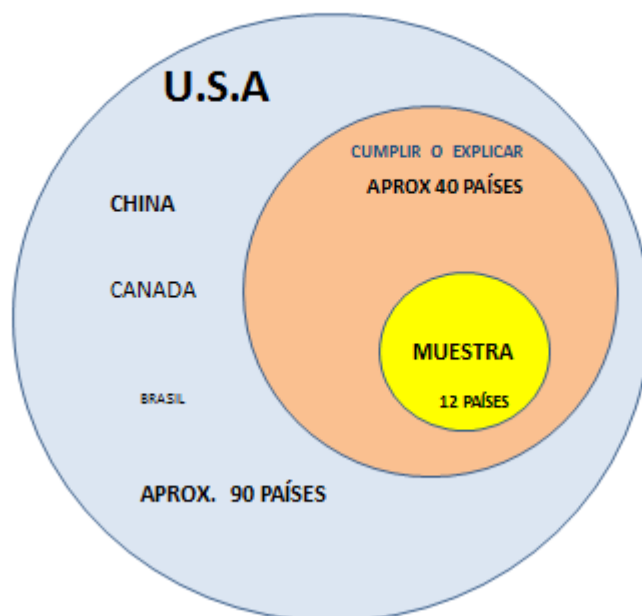 U.S.A
CUMPLIR O EXPLICAR
APROX 40 PAÍSES
CHINA
CANADA
MUESTRA
BRASIL
12 PAÍSES
APROX. 90 PAÍSES